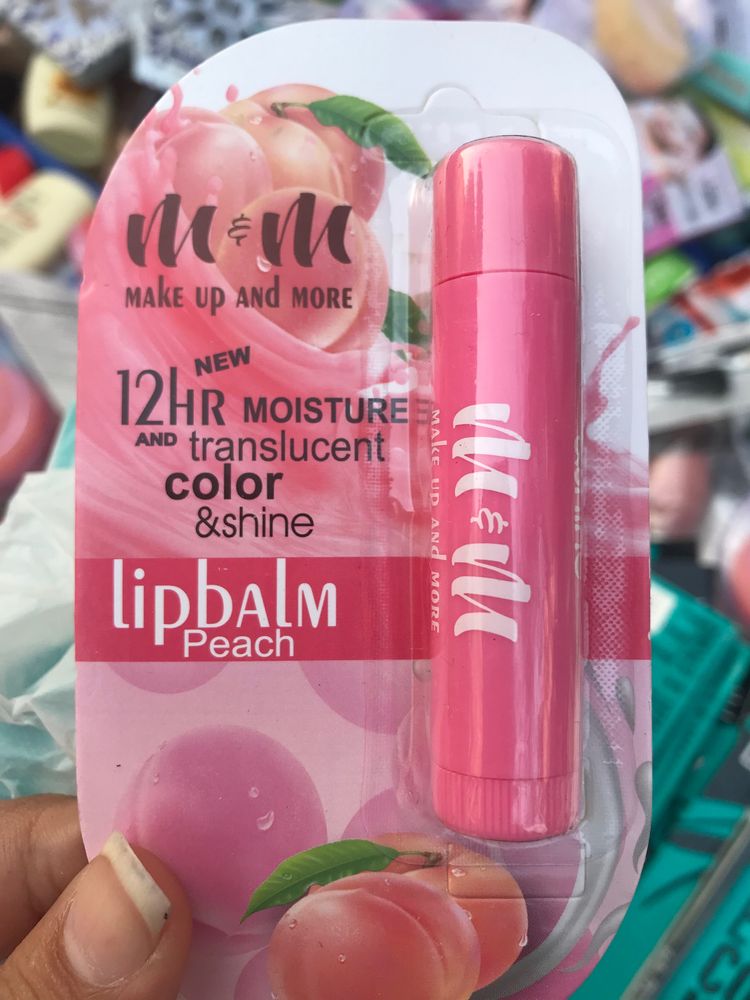 m & m
MAKE UP AND MORE
NEW
12HR MOISTURE
AND translucent
color
&shine
lipbalm
Peach
m & m
MAKE UP AND MORE